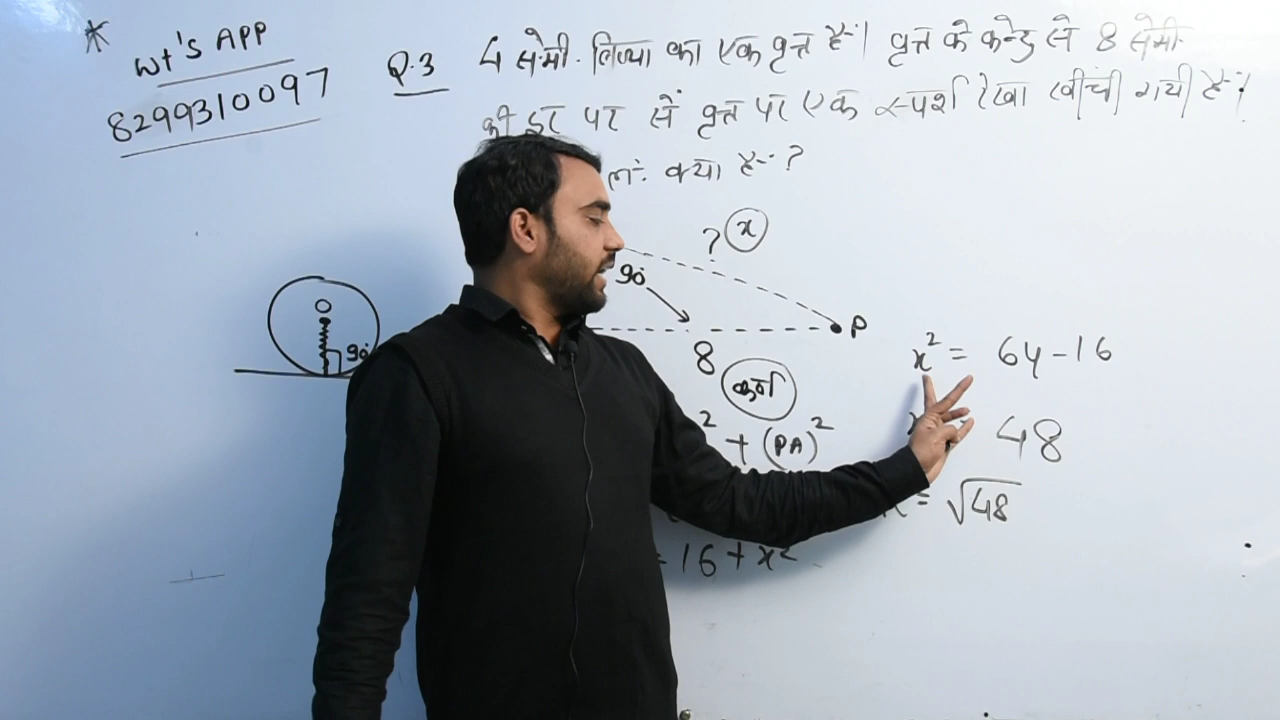 *
Wt's APP
8299310097
Q.3 4 सेमी. त्रिज्या का एक वृत्त है। वृत्त के केन्द्र से 8 सेमी.
की दूर पर से वृत्त पर एक स्पर्श रेखा खींची गयी है।
क्या है ?
? x
90
P
O
90
8
कर्ण
x² = 64-16
2 + (PA)²
48
= √48
= 16 + x²